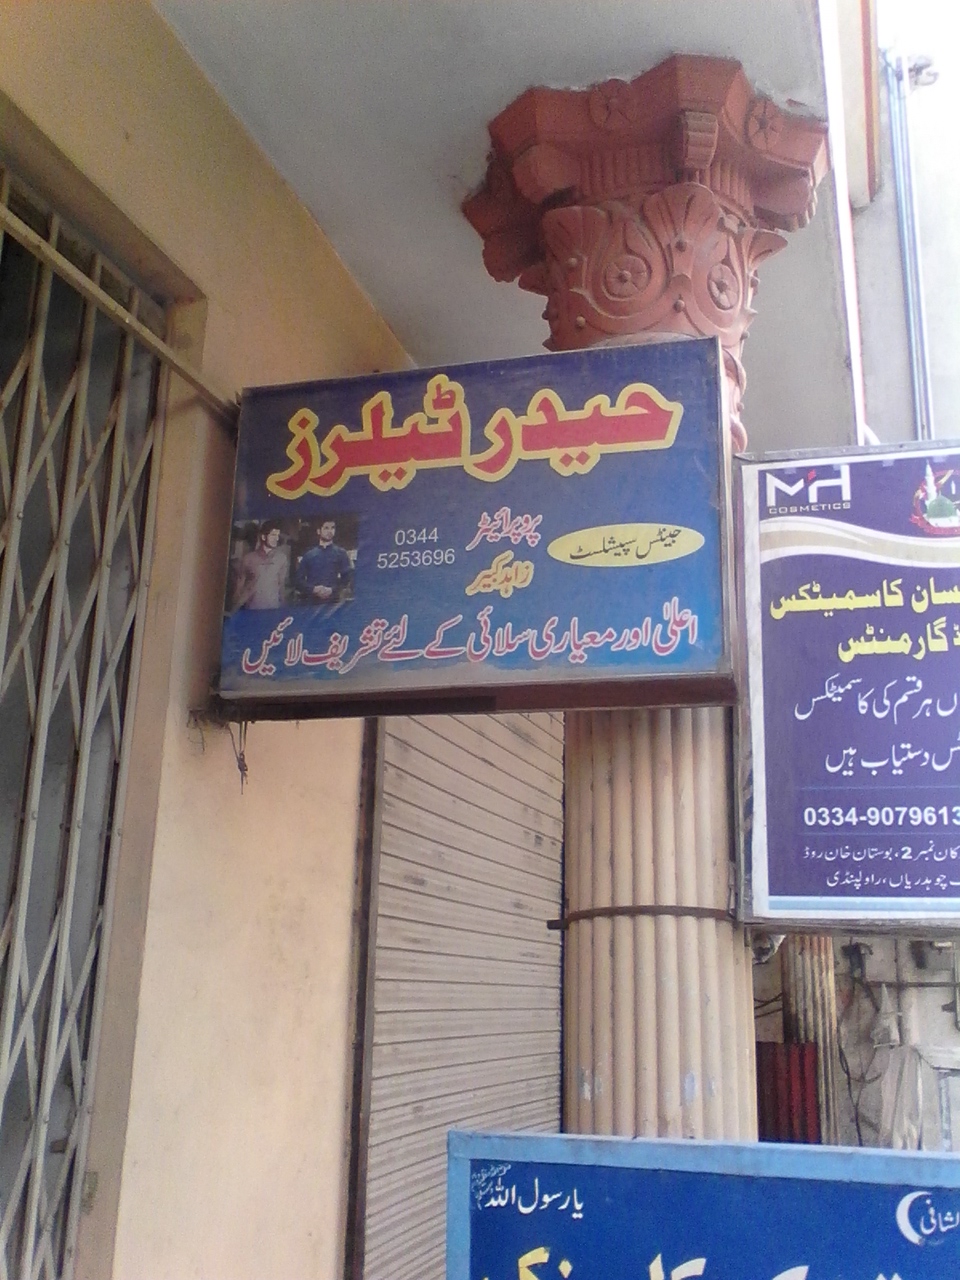 حیدر ٹیلرز
جینٹس سپیشلسٹ
پروپرائیٹر
زاہد کبیر
0344
5253696
اعلیٰ اور معیاری سلائی کے لئے تشریف لائیں
MH
COSMETICS
کاسمیٹکس
گارمنٹس
ہر قسم کی کاسمیٹکس
دستیاب ہیں
0334-9079613
نمبر 2، بوستان خان روڈ
چوہدریاں، راولپنڈی
یارسول اللہ